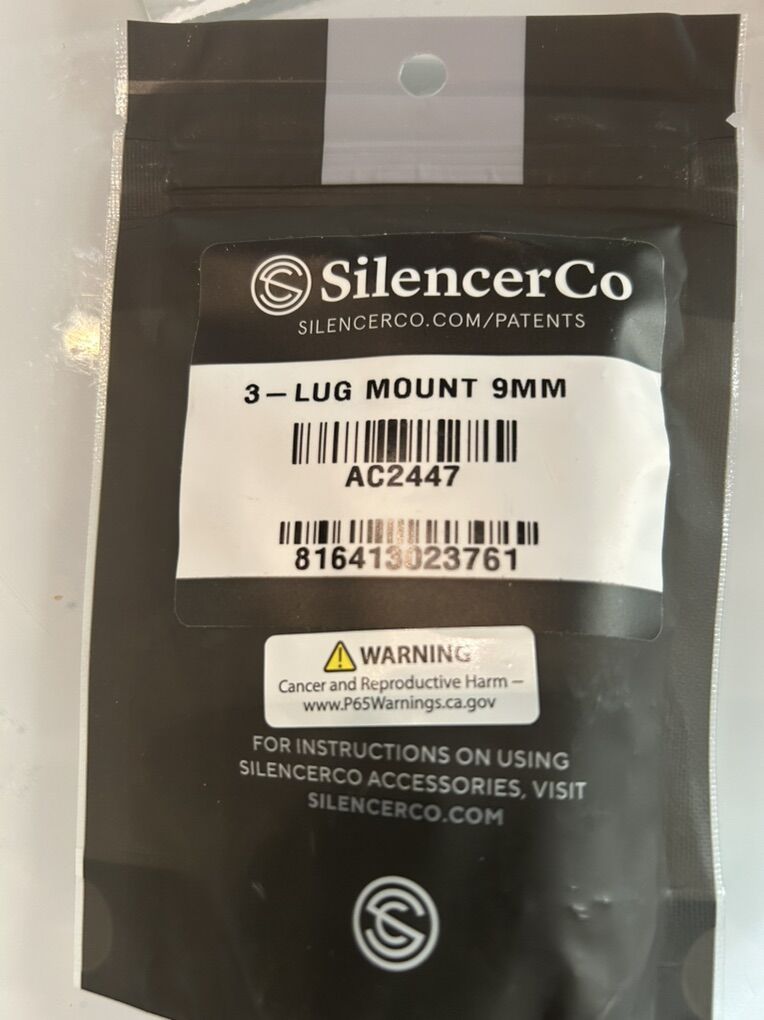 SilencerCo
SILENCERCO.COM/PATENTS
3-LUG MOUNT 9MM
AC2447
816413023761
WARNING
Cancer and Reproductive Harm –
www.P65Warnings.ca.gov
FOR INSTRUCTIONS ON USING
SILENCERCO ACCESSORIES, VISIT
SILENCERCO.COM